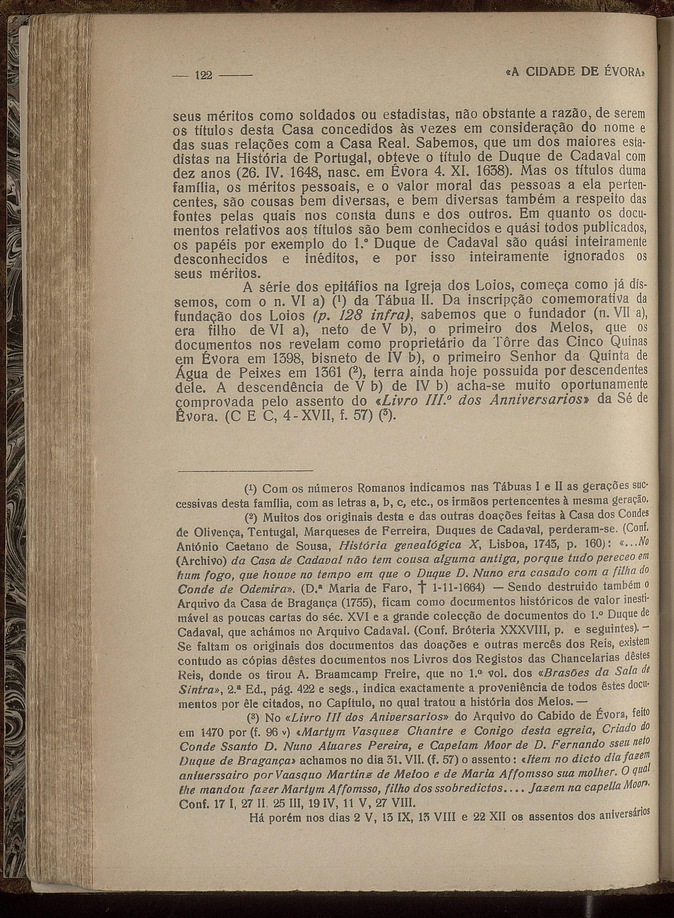 — 122 —— «A CIDADE DE ÉVORA»
seus méritos como soldados ou estadistas, não obstante a razão, de serem
os títulos desta Casa concedidos às vezes em consideração do nome e
das suas relações com a Casa Real. Sabemos, que um dos maiores esta-
distas na História de Portugal, obteve o título de Duque de Cadaval com
dez anos (26. IV. 1648, nasc. em Évora 4. XI. 1638). Mas os títulos duma
família, os méritos pessoais, e o valor moral das pessoas a ela perten-
centes, são cousas bem diversas, e bem diversas também a respeito das
fontes pelas quais nos consta duns e dos outros. Em quanto os docu-
mentos relativos aos títulos são bem conhecidos e quási todos publicados,
os papéis por exemplo do 1.º Duque de Cadaval são quási inteiramente
desconhecidos e inéditos, e por isso inteiramente ignorados os
seus méritos.
A série dos epitáfios na Igreja dos Loios, começa como já dis-
semos, com o n. VI a) (¹) da Tábua II. Da inscripção comemorativa da
fundação dos Loios (p. 128 infra), sabemos que o fundador (n. VII a),
era filho de VI a), neto de V b), o primeiro dos Melos, que os
documentos nos revelam como proprietário da Tôrre das Cinco Quinas
em Évora em 1398, bisneto de IV b), o primeiro Senhor da Quinta de
Água de Peixes em 1361 (²), terra ainda hoje possuida por descendentes
dele. A descendência de V b) de IV b) acha-se muito oportunamente
comprovada pelo assento do «Livro III.º dos Anniversarios» da Sé de
Êvora. (C E C, 4-XVII, f. 57) (³).
(¹) Com os números Romanos indicamos nas Tábuas I e II as gerações suc-
cessivas desta família, com as letras a, b, c, etc., os irmãos pertencentes à mesma geração.
(²) Muitos dos originais desta e das outras doações feitas à Casa dos Condes
de Olivença, Tentugal, Marqueses de Ferreira, Duques de Cadaval, perderam-se. (Conf.
António Caetano de Sousa, História genealógica X, Lisboa, 1743, p. 160): «...No
(Archivo) da Casa de Cadaval não tem cousa alguma antiga, porque tudo pereceo em
hum fogo, que houve no tempo em que o Duque D. Nuno era casado com a filha do
Conde de Odemira». (D.ª Maria de Faro, † 1-11-1664) — Sendo destruido também o
Arquivo da Casa de Bragança (1755), ficam como documentos históricos de valor inesti-
mável as poucas cartas do séc. XVI e a grande colecção de documentos do 1.º Duque de
Cadaval, que achámos no Arquivo Cadaval. (Conf. Bróteria XXXVIII, p. e seguintes). —
Se faltam os originais dos documentos das doações e outras mercês dos Reis, existem
contudo as cópias dêstes documentos nos Livros dos Registos das Chancelarias dêstes
Reis, donde os tirou A. Braamcamp Freire, que no 1.º vol. dos «Brasões da Sala de
Sintra», 2.ª Ed., pág. 422 e segs., indica exactamente a proveniência de todos êstes docu-
mentos por êle citados, no Capítulo, no qual tratou a história dos Melos. —
(³) No «Livro III dos Aniversarios» do Arquivo do Cabido de Évora, feito
em 1470 por (f. 96 v) «Martym Vasquez Chantre e Conigo desta egreia, Criado do
Conde Ssanto D. Nuno Aluares Pereira, e Capelam Moor de D. Fernando sseu neto
Duque de Bragança» achamos no dia 31. VII. (f. 57) o assento: «Item no dicto dia fazem
aniuerssairo por Vaasquo Martinz de Meloo e de Maria Affomsso sua molher. O qual
lhe mandou fazer Martym Affomsso, filho dos ssobredictos.... Jazem na capella Moor».
Conf. 17 I, 27 II. 25 III, 19 IV, 11 V, 27 VIII.
Há porém nos dias 2 V, 13 IX, 13 VIII e 22 XII os assentos dos aniversários